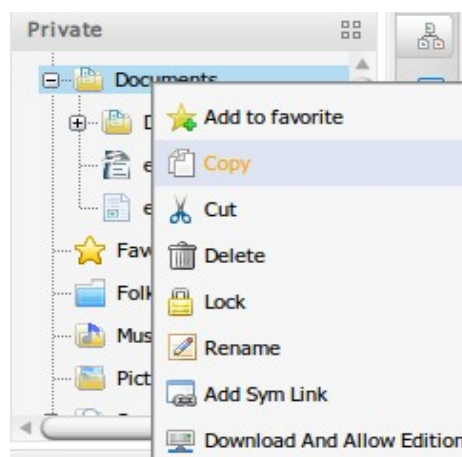 Private
Documents
Add to favorite
Copy
Cut
Delete
Lock
Rename
Add Sym Link
Download And Allow Edition